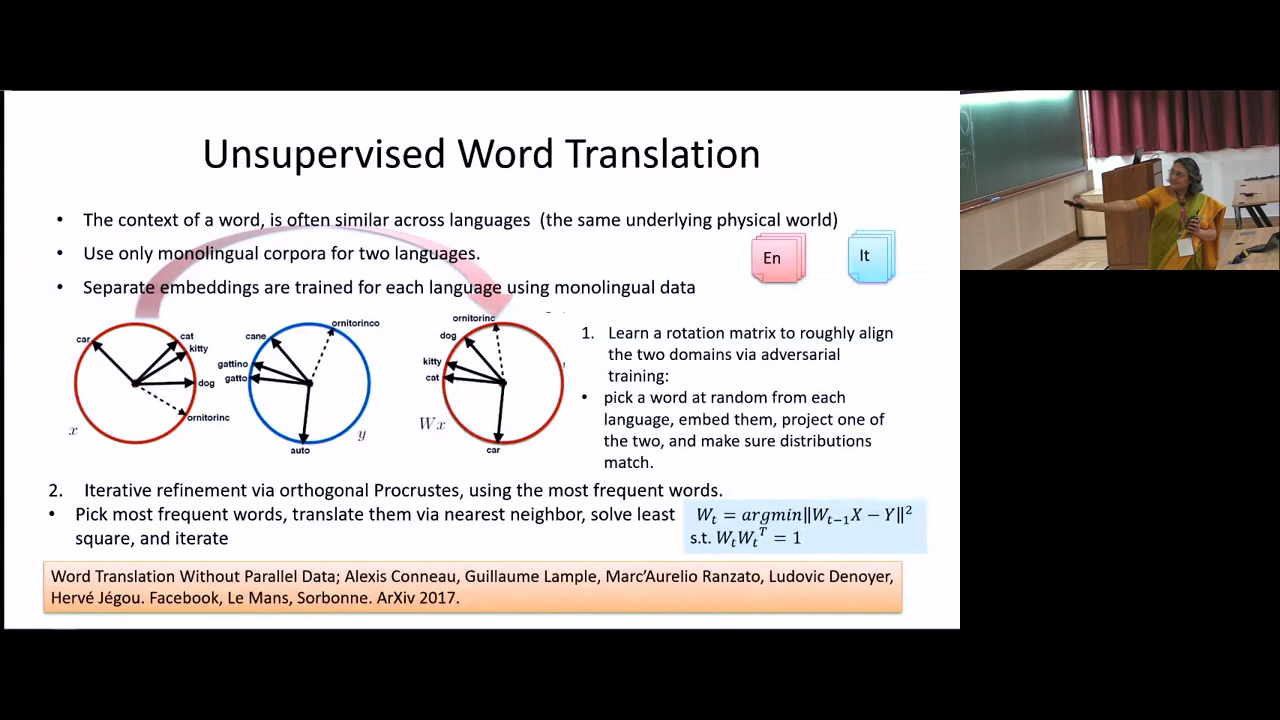 Unsupervised Word Translation
• The context of a word, is often similar across languages (the same underlying physical world)
• Use only monolingual corpora for two languages.
• Separate embeddings are trained for each language using monolingual data
En
It
car
cat
kitty
dog
ornitorinc
x
cane
ornitorinco
gattino
gatto
auto
y
ornitorinc
dog
kitty
cat
Wx
car
1. Learn a rotation matrix to roughly align
the two domains via adversarial
training:
• pick a word at random from each
language, embed them, project one of
the two, and make sure distributions
match.
2. Iterative refinement via orthogonal Procrustes, using the most frequent words.
• Pick most frequent words, translate them via nearest neighbor, solve least
square, and iterate
W_t = argmin‖W_{t−1}X − Y‖²
s.t. W_tW_t^T = 1
Word Translation Without Parallel Data; Alexis Conneau, Guillaume Lample, Marc’Aurelio Ranzato, Ludovic Denoyer,
Hervé Jégou. Facebook, Le Mans, Sorbonne. ArXiv 2017.